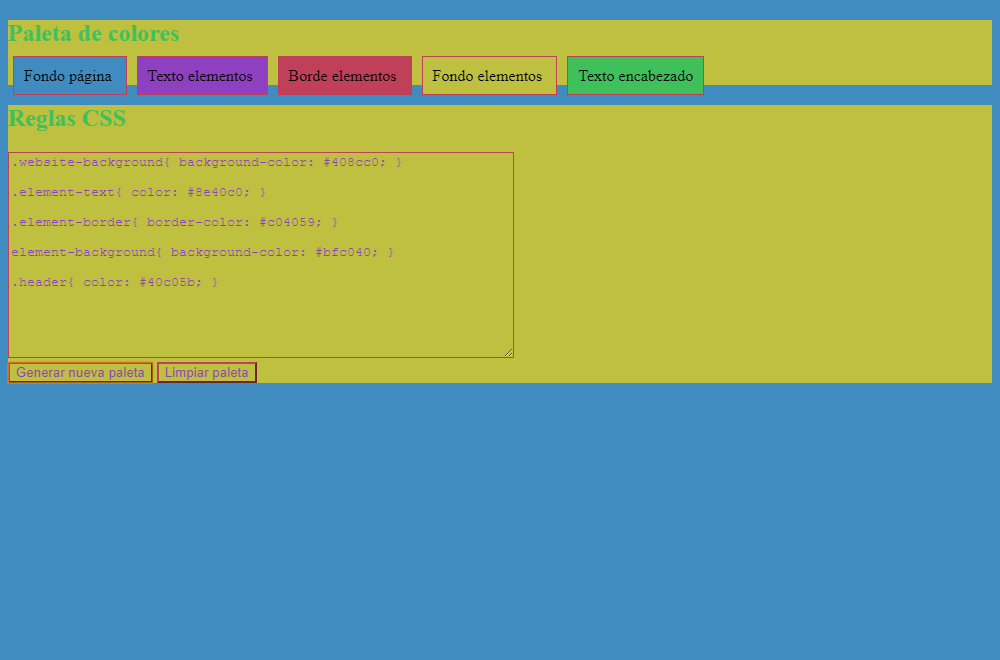 Paleta de colores
Fondo página Texto elementos Borde elementos Fondo elementos Texto encabezado
Reglas CSS
.website-background{ background-color: #408cc0; }
.element-text{ color: #8e40c0; }
.element-border{ border-color: #c04059; }
element-background{ background-color: #bfc040; }
.header{ color: #40c05b; }
Generar nueva paleta Limpiar paleta